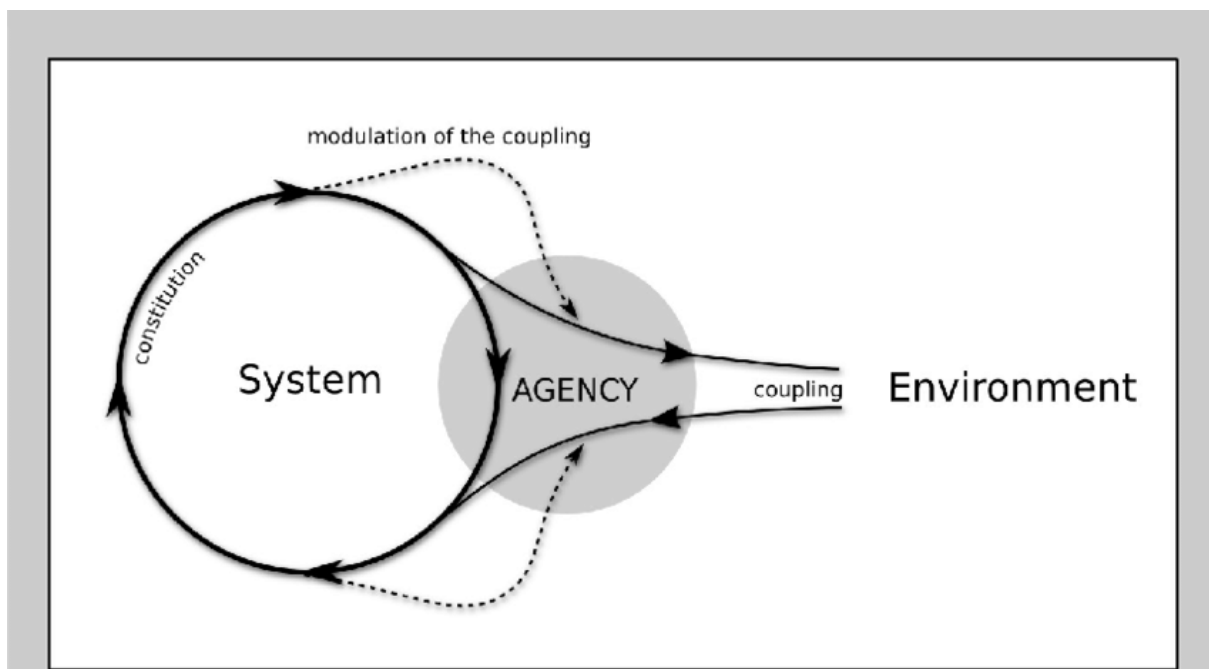 modulation of the coupling
constitution
System
AGENCY
coupling
Environment